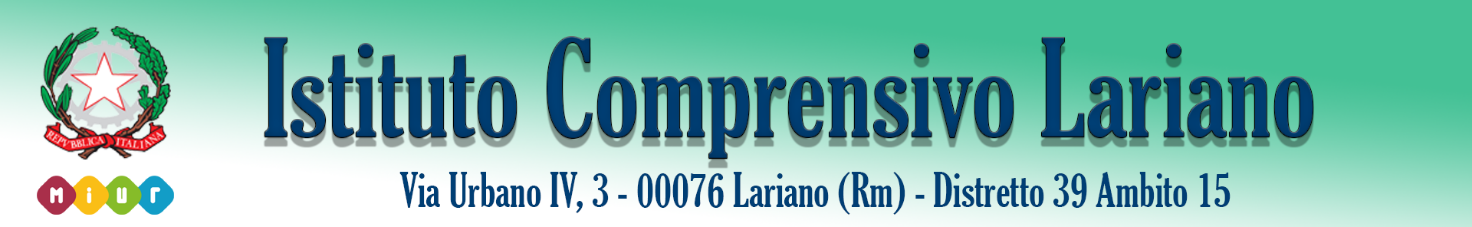 Istituto Comprensivo Lariano
Via Urbano IV, 3 - 00076 Lariano (Rm) - Distretto 39 Ambito 15
REPVBBLICA ITALIANA
miur